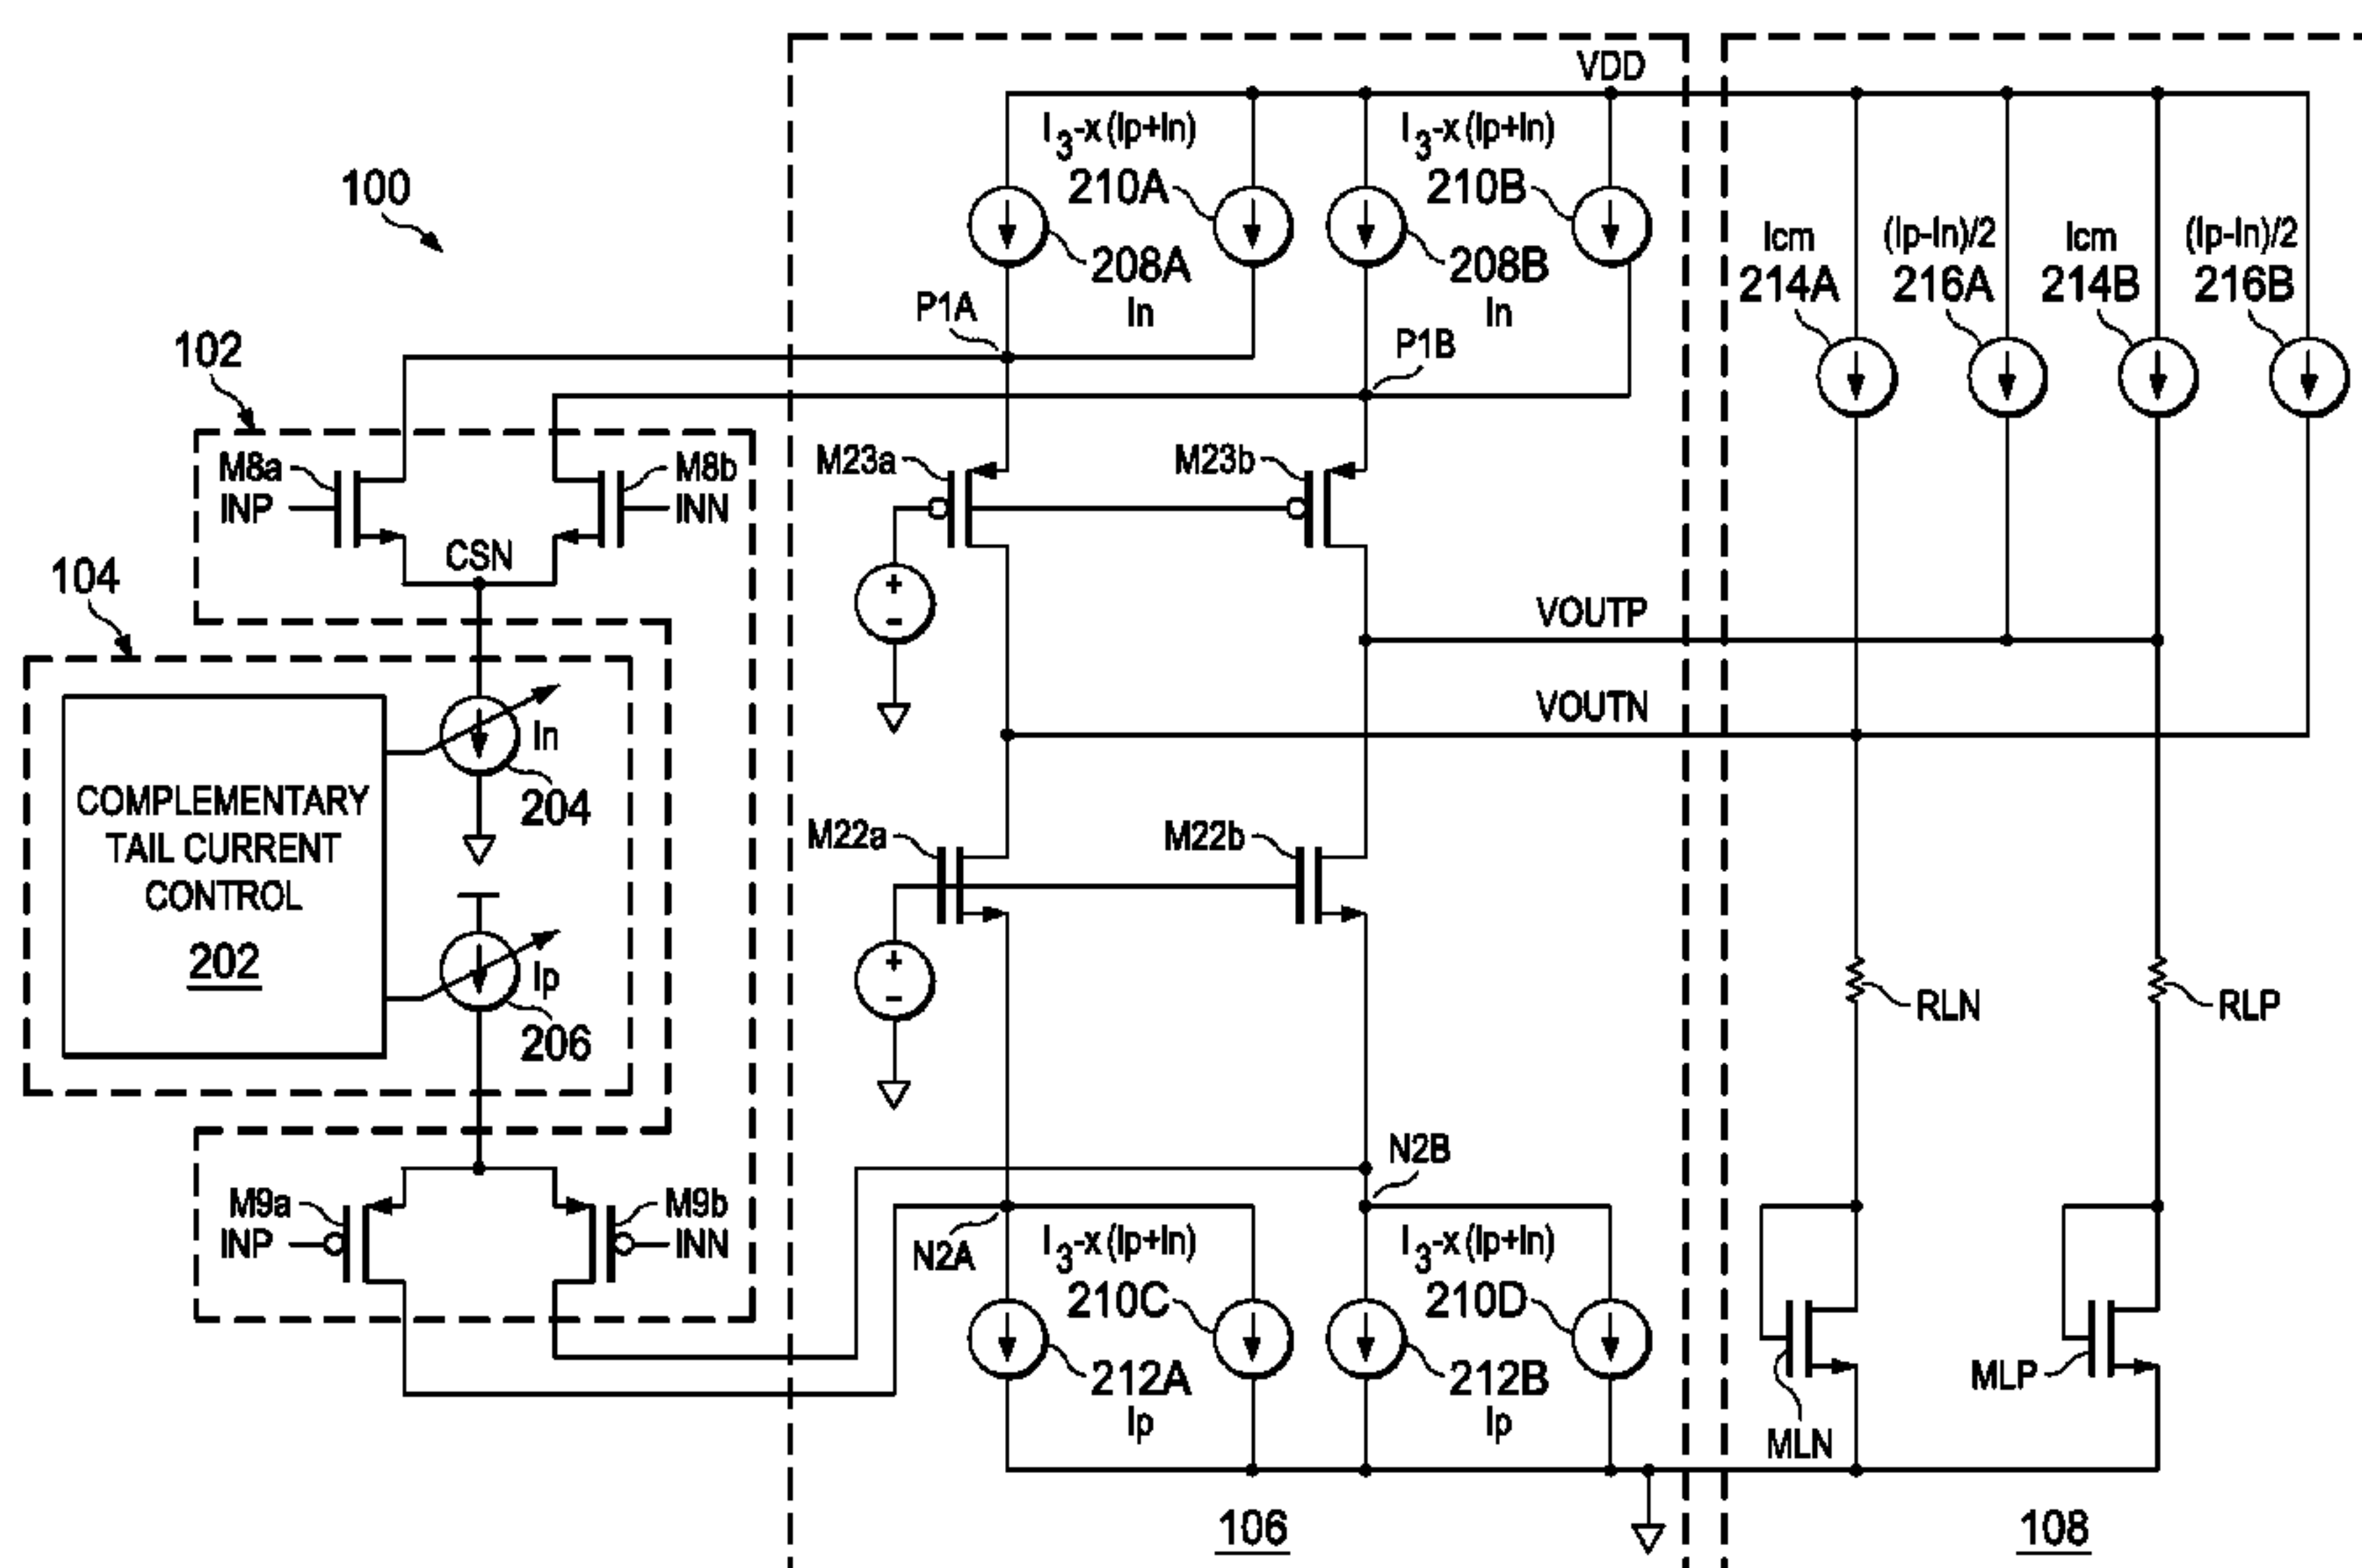 VDD
I3-x(Ip+In)
I3-x(Ip+In)
100
210A
210B
208A
In
208B
In
Icm
214A
(Ip-In)/2
216A
Icm
214B
(Ip-In)/2
216B
P1A
P1B
102
M8a
INP
M8b
INN
CSN
M23a
M23b
+
-
104
VOUTP
VOUTN
In
204
COMPLEMENTARY
TAIL CURRENT
CONTROL
202
Ip
206
M22a
M22b
+
-
RLN
RLP
M9a
INP
M9b
INN
N2A
N2B
I3-x(Ip+In)
210C
I3-x(Ip+In)
210D
212A
Ip
212B
Ip
MLN
MLP
106
108